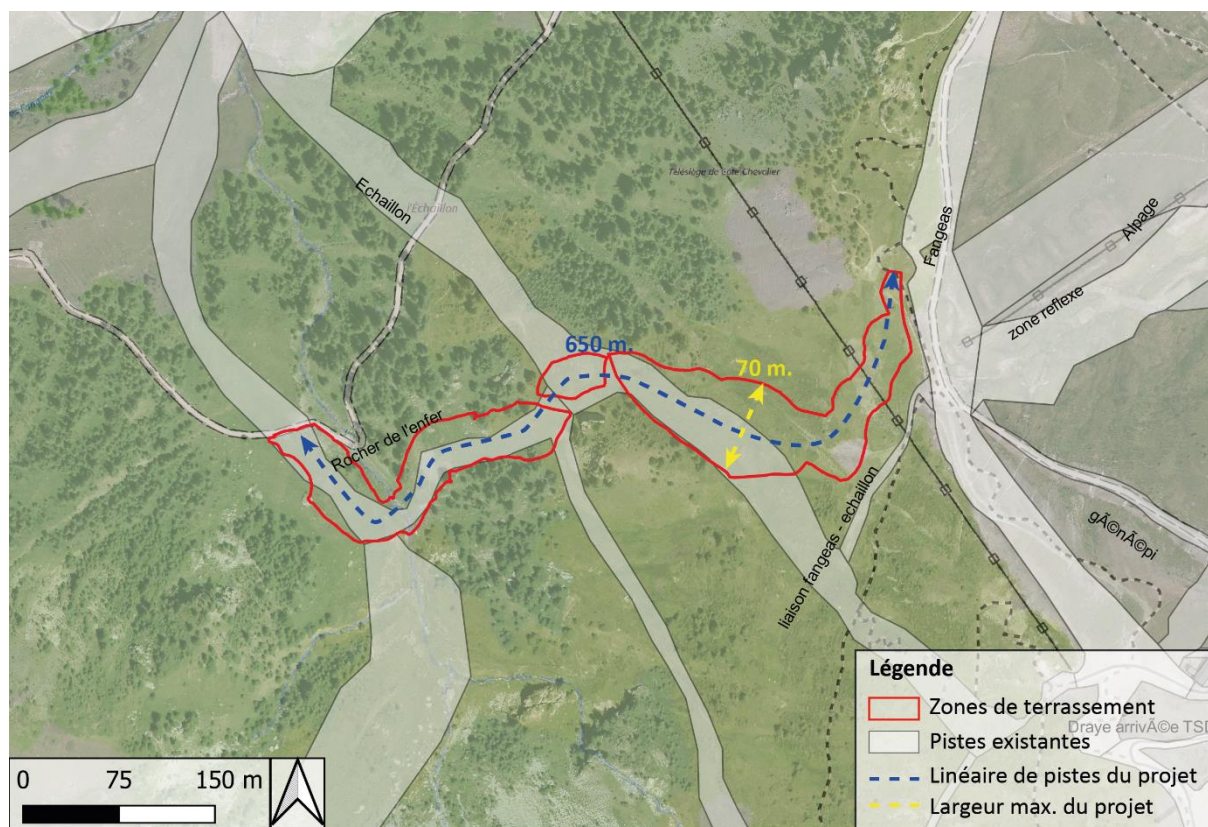 Echaillon
l'Échaillon
Télésiège de Côte Chevalier
Fangeas
Alpage
zone reflexe
650 m.
70 m.
Rocher de l'enfer
liaison fangeas - echaillon
gÃ©nÃ©pi
Légende
Zones de terrassement
Draye arrivÃ©e TSD
Pistes existantes
Linéaire de pistes du projet
Largeur max. du projet
0 75 150 m